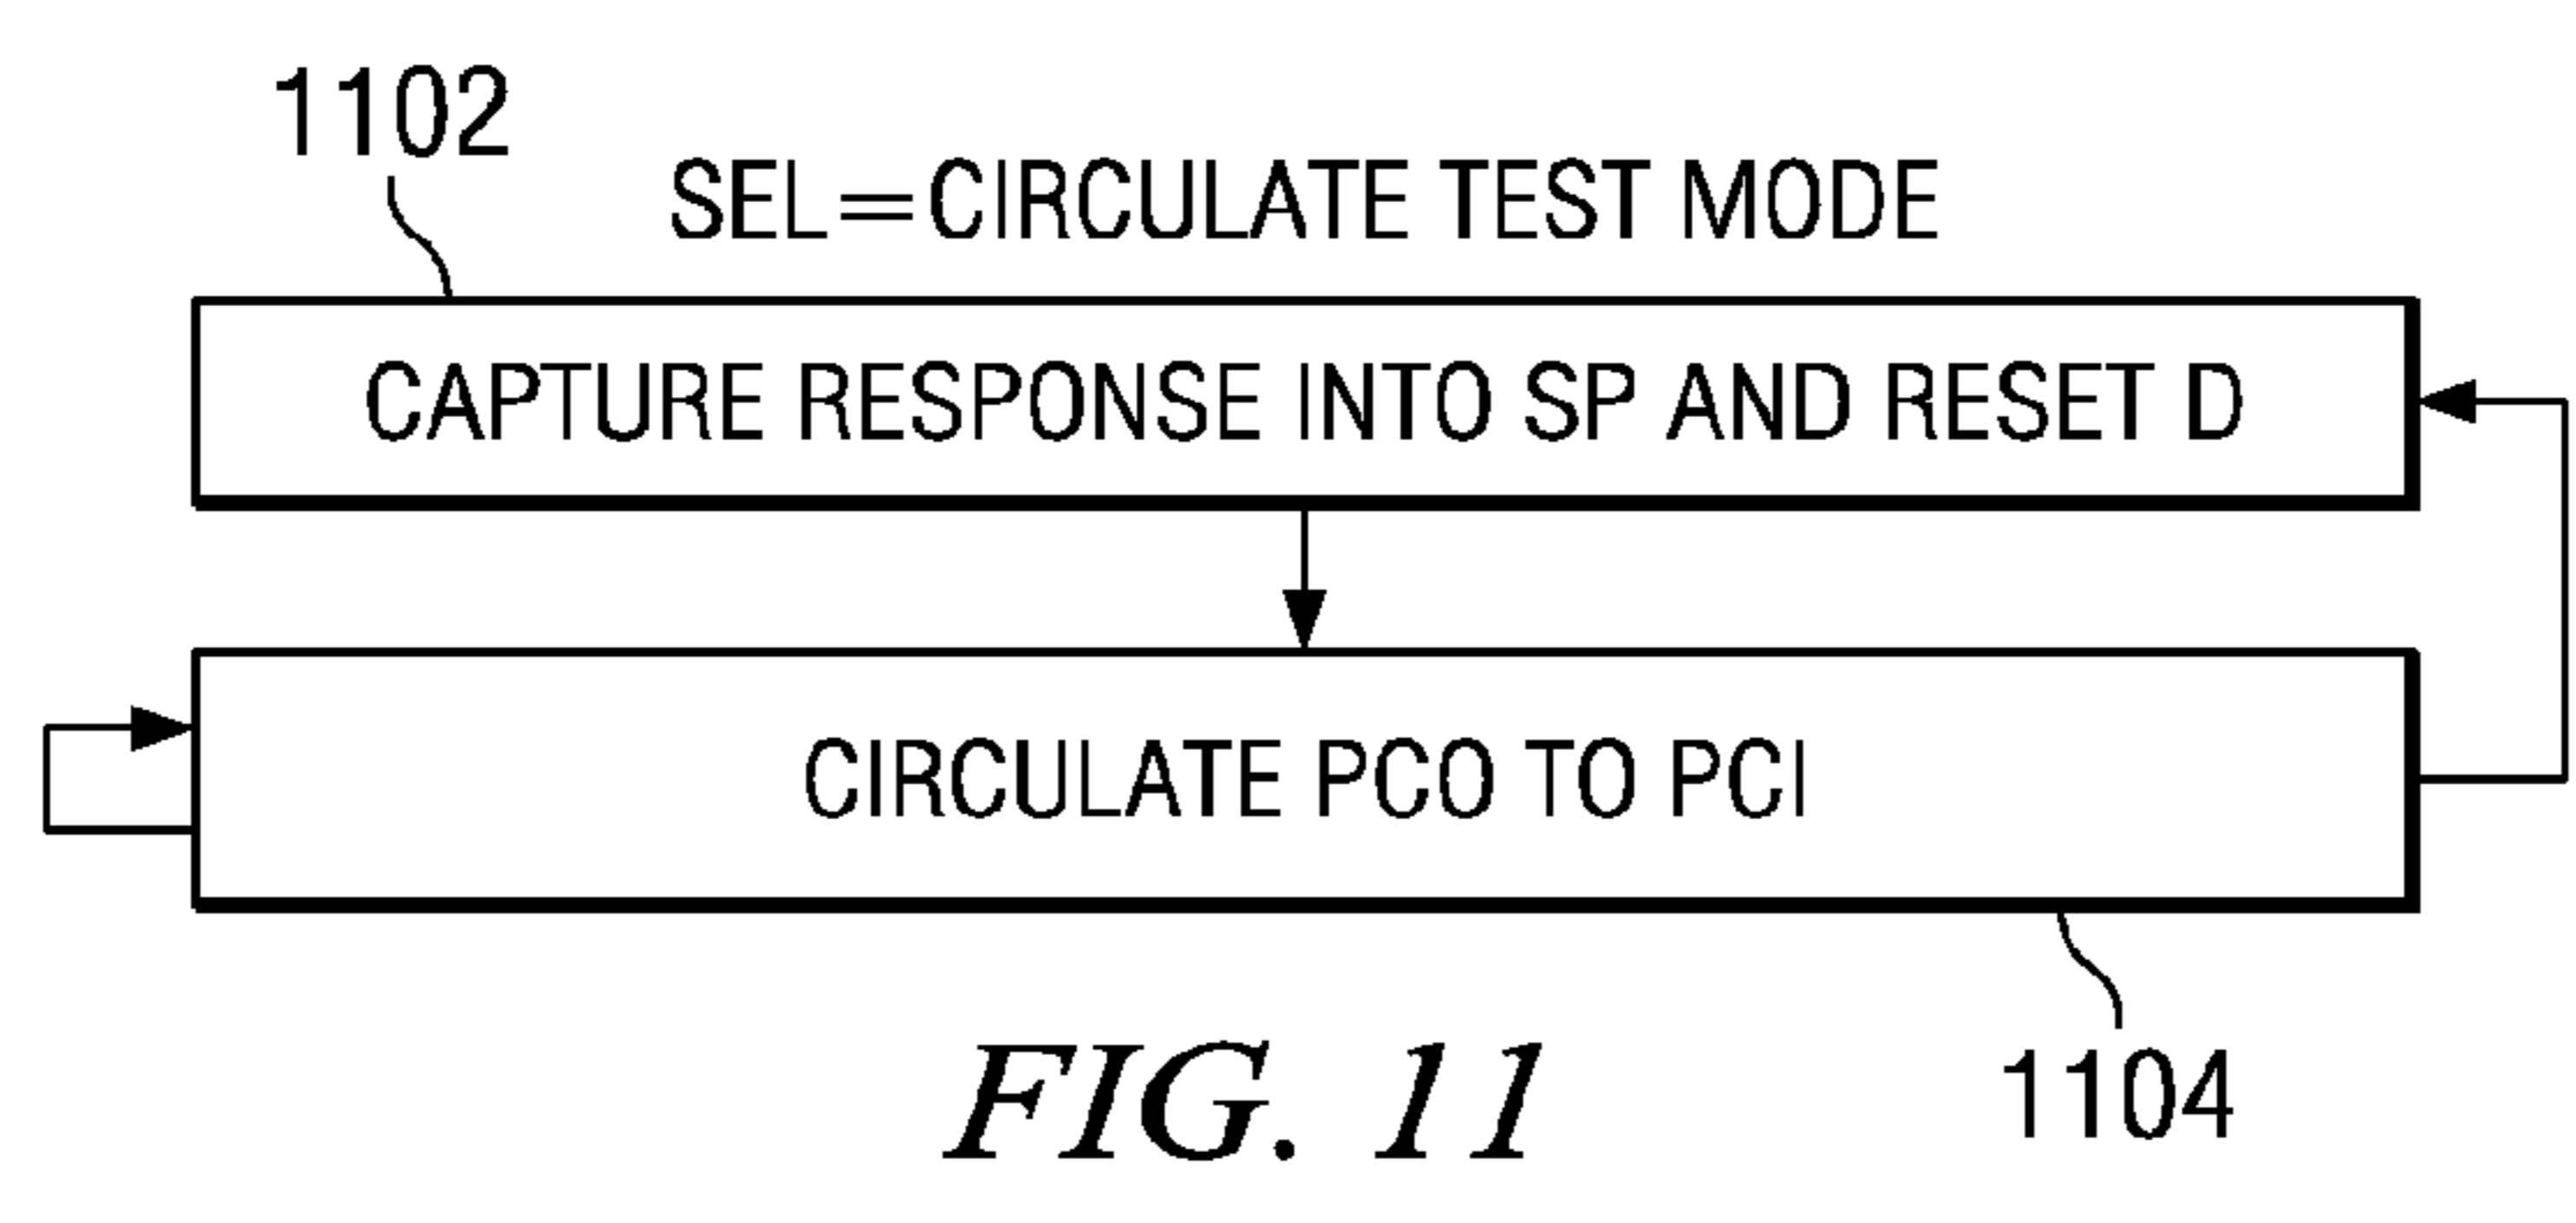 1102
SEL=CIRCULATE TEST MODE
CAPTURE RESPONSE INTO SP AND RESET D
CIRCULATE PCO TO PCI
1104
FIG. 11